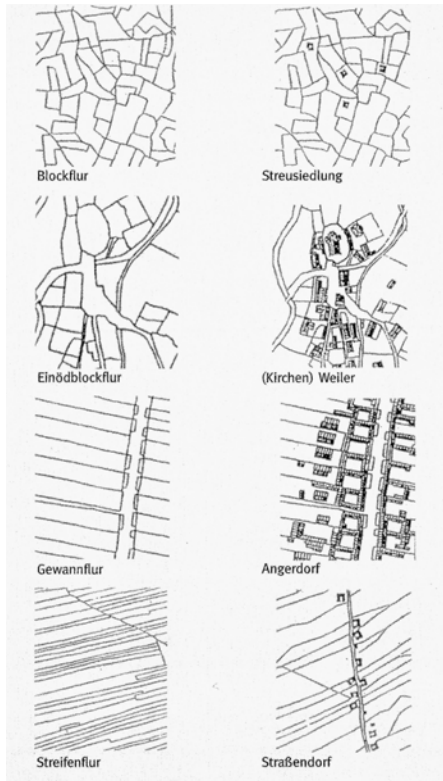 Blockflur
Streusiedlung
Einödblockflur
(Kirchen) Weiler
Gewannflur
Angerdorf
Streifenflur
Straßendorf